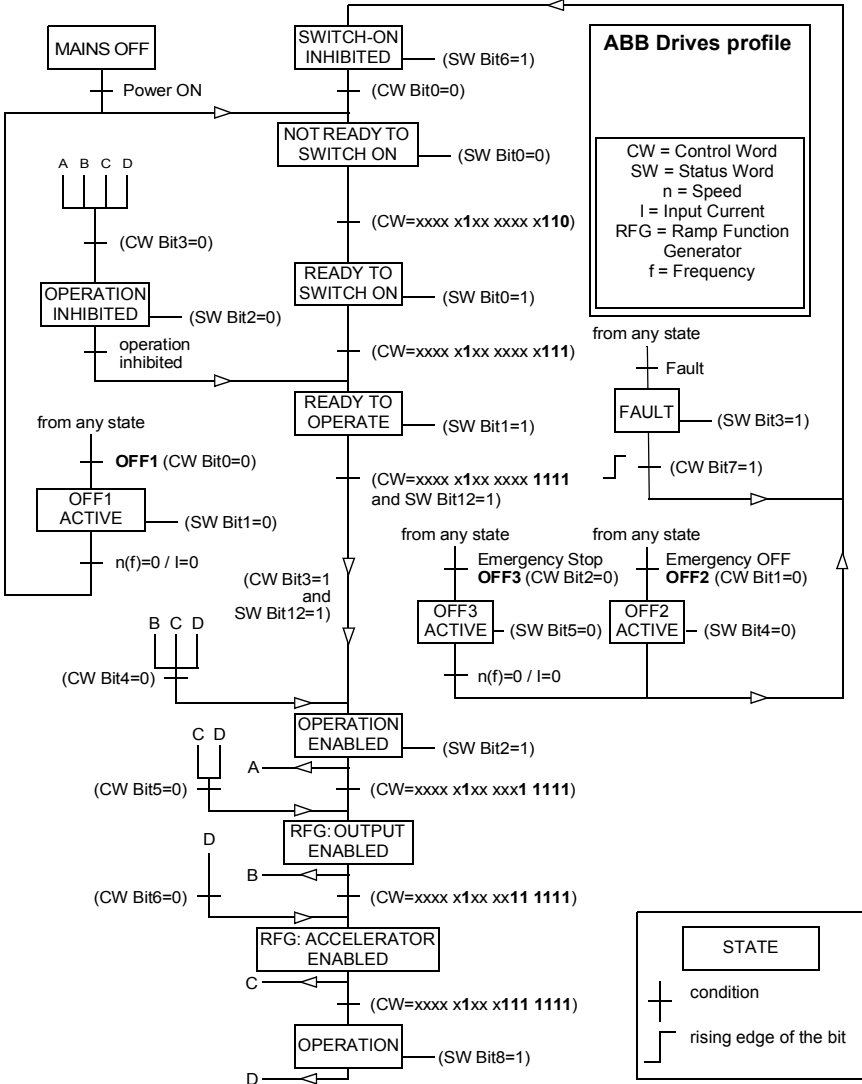 MAINS OFF
Power ON
SWITCH-ON
INHIBITED
(SW Bit6=1)
(CW Bit0=0)
NOT READY TO
SWITCH ON
(SW Bit0=0)
A B C D
(CW Bit3=0)
(CW=xxxx x1xx xxxx x110)
OPERATION
INHIBITED
(SW Bit2=0)
operation
inhibited
READY TO
SWITCH ON
(SW Bit0=1)
(CW=xxxx x1xx xxxx x111)
READY TO
OPERATE
(SW Bit1=1)
(CW=xxxx x1xx xxxx 1111
and SW Bit12=1)
from any state
OFF1 (CW Bit0=0)
OFF1
ACTIVE
(SW Bit1=0)
n(f)=0 / I=0
(CW Bit3=1
and
SW Bit12=1)
ABB Drives profile
CW = Control Word
SW = Status Word
n = Speed
I = Input Current
RFG = Ramp Function
Generator
f = Frequency
from any state
Fault
FAULT
(SW Bit3=1)
(CW Bit7=1)
from any state
Emergency Stop
OFF3 (CW Bit2=0)
OFF3
ACTIVE
(SW Bit5=0)
n(f)=0 / I=0
from any state
Emergency OFF
OFF2 (CW Bit1=0)
OFF2
ACTIVE
(SW Bit4=0)
B C D
(CW Bit4=0)
OPERATION
ENABLED
(SW Bit2=1)
A
C D
(CW Bit5=0)
(CW=xxxx x1xx xxx1 1111)
RFG: OUTPUT
ENABLED
B
D
(CW Bit6=0)
(CW=xxxx x1xx xx11 1111)
RFG: ACCELERATOR
ENABLED
C
(CW=xxxx x1xx x111 1111)
OPERATION
(SW Bit8=1)
D
STATE
condition
rising edge of the bit